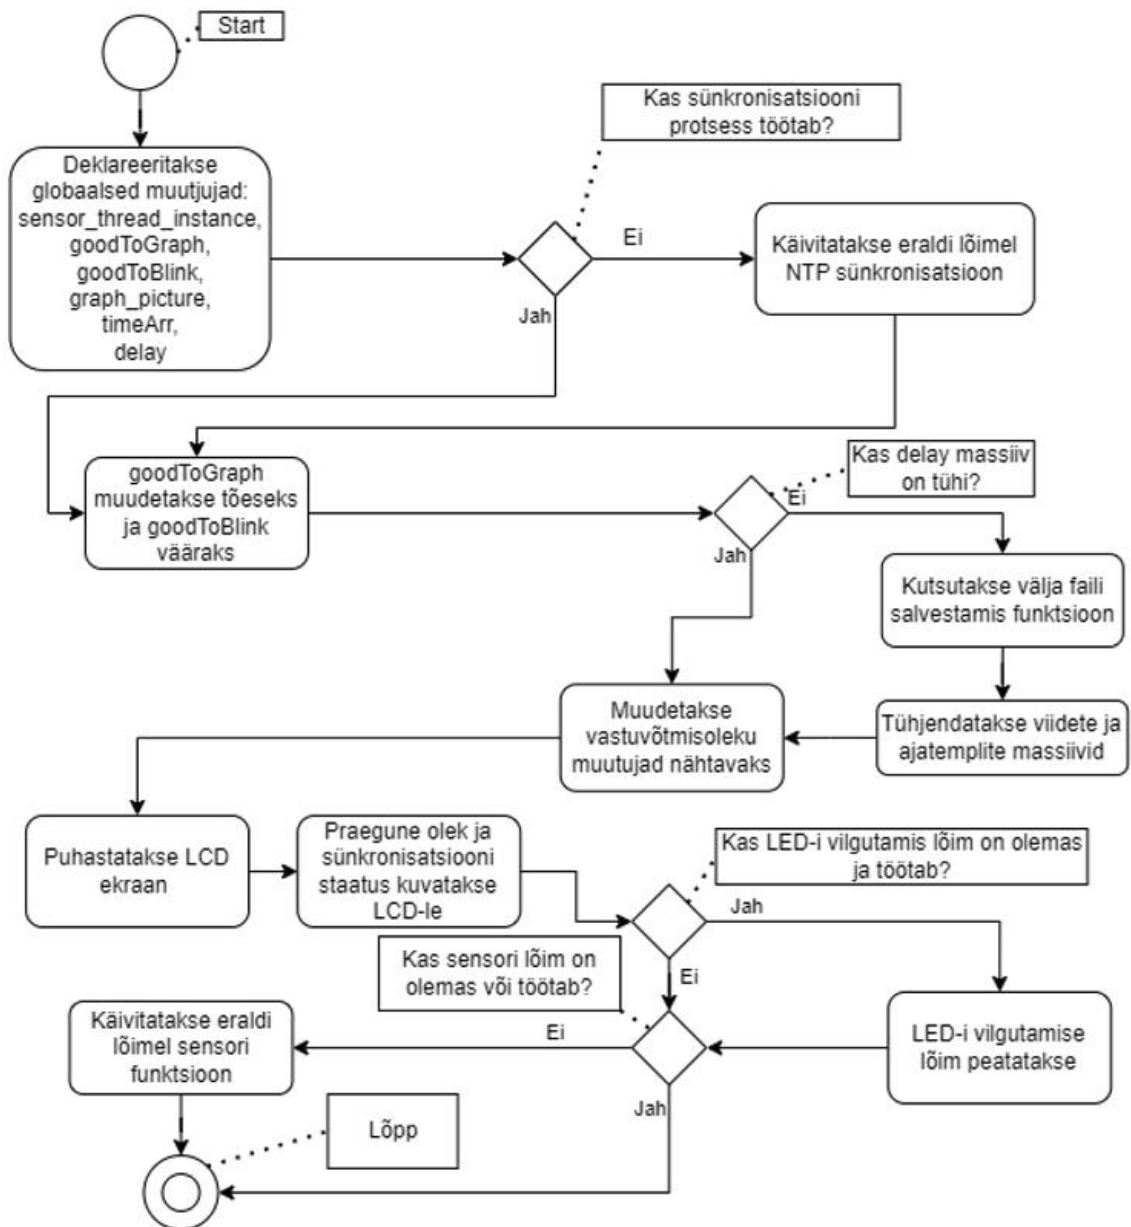 Start
Kas sünkronisatsiooni
protsess töötab?
Deklareeritakse
globaalsed muutjujad:
sensor_thread_instance,
goodToGraph,
goodToBlink,
graph_picture,
timeArr,
delay
Ei
Jah
Käivitatakse eraldi lõimel
NTP sünkronisatsioon
goodToGraph
muudetakse tõeseks
ja goodToBlink
vääraks
Kas delay massiiv
on tühi?
Ei
Jah
Kutsutakse välja faili
salvestamis funktsioon
Tühjendatakse viidete ja
ajatemplite massiivid
Muudetakse
vastuvõtmisoleku
muutujad nähtavaks
Puhastatakse LCD
ekraan
Praegune olek ja
sünkronisatsiooni
staatus kuvatakse
LCD-le
Kas LED-i vilgutamis lõim on olemas
ja töötab?
Jah
Ei
Kas sensori lõim on
olemas või töötab?
LED-i vilgutamise
lõim peatatakse
Ei
Jah
Käivitatakse eraldi
lõimel sensori
funktsioon
Lõpp